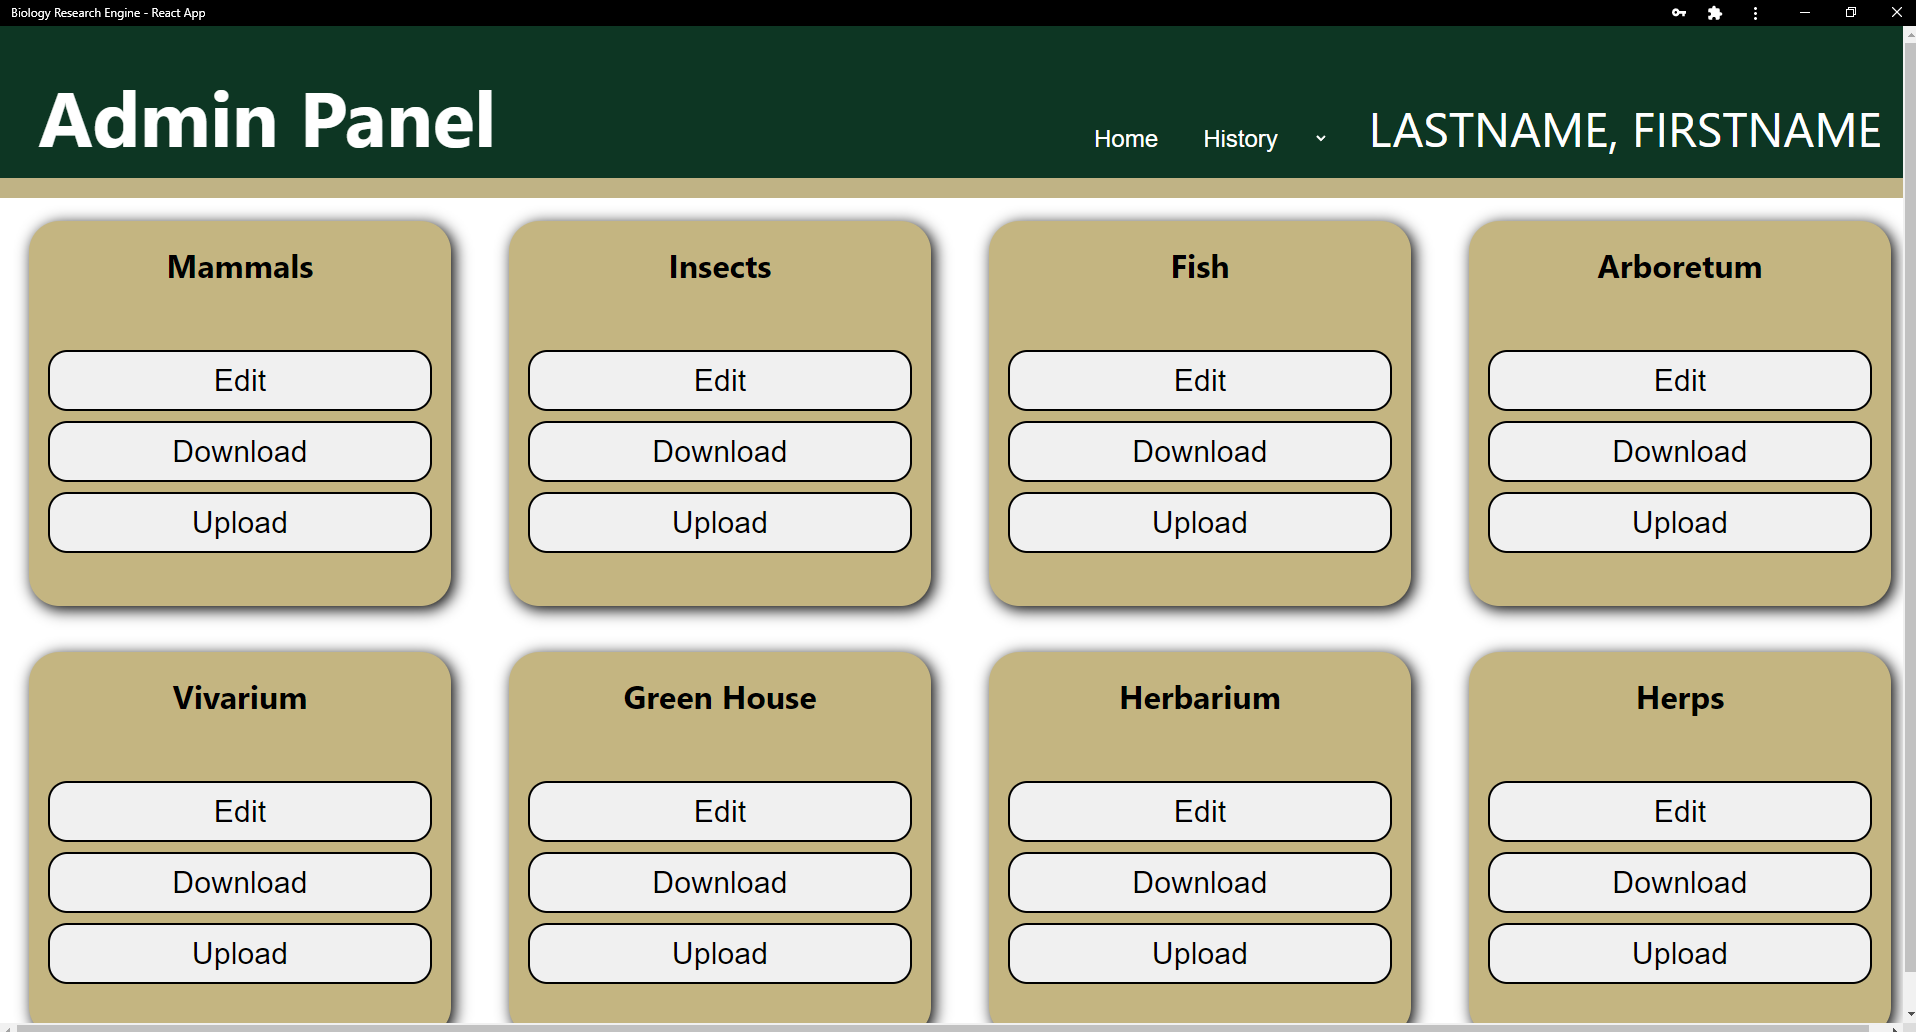 Biology Research Engine - React App
Admin Panel
Home History LASTNAME, FIRSTNAME
Mammals Insects Fish Arboretum
Edit Edit Edit Edit
Download Download Download Download
Upload Upload Upload Upload
Vivarium Green House Herbarium Herps
Edit Edit Edit Edit
Download Download Download Download
Upload Upload Upload Upload